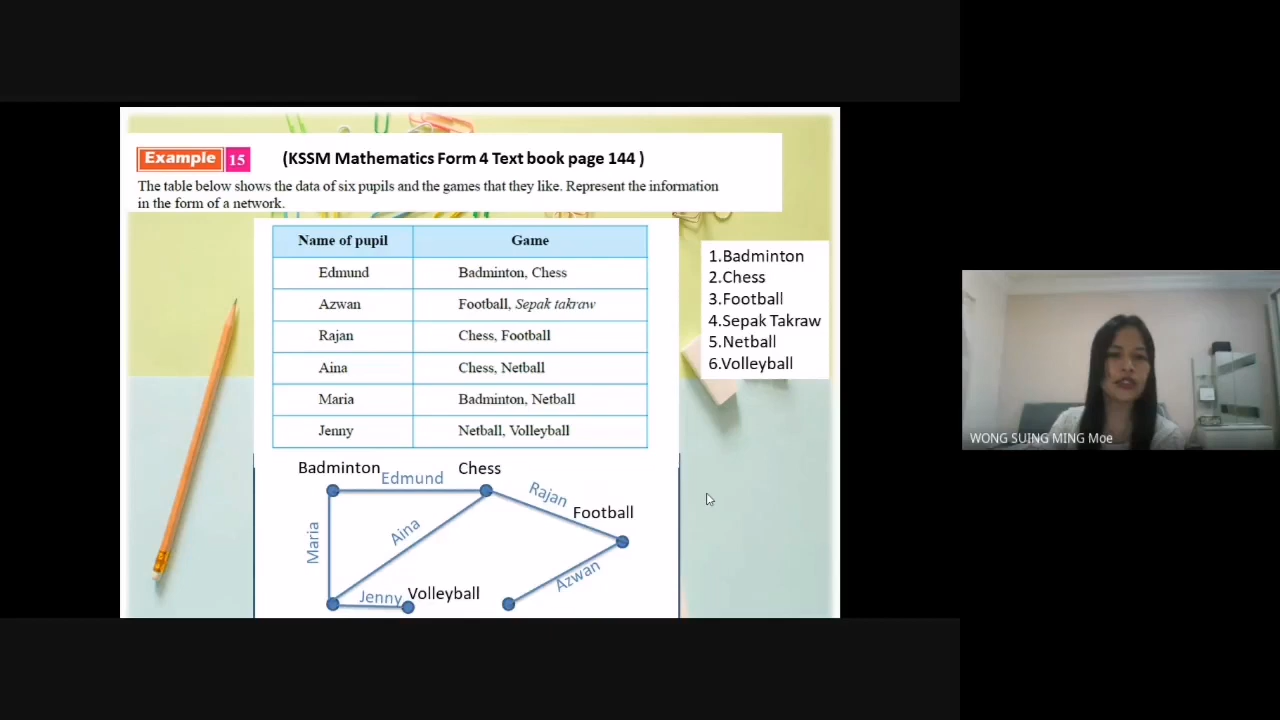 Example 15 (KSSM Mathematics Form 4 Text book page 144 )
The table below shows the data of six pupils and the games that they like. Represent the information
in the form of a network.
Name of pupil Game
Edmund Badminton, Chess
Azwan Football, Sepak takraw
Rajan Chess, Football
Aina Chess, Netball
Maria Badminton, Netball
Jenny Netball, Volleyball
1.Badminton
2.Chess
3.Football
4.Sepak Takraw
5.Netball
6.Volleyball
Badminton Edmund Chess
Rajan
Football
Maria
Aina
Azwan
Jenny Volleyball
WONG SUING MING Moe